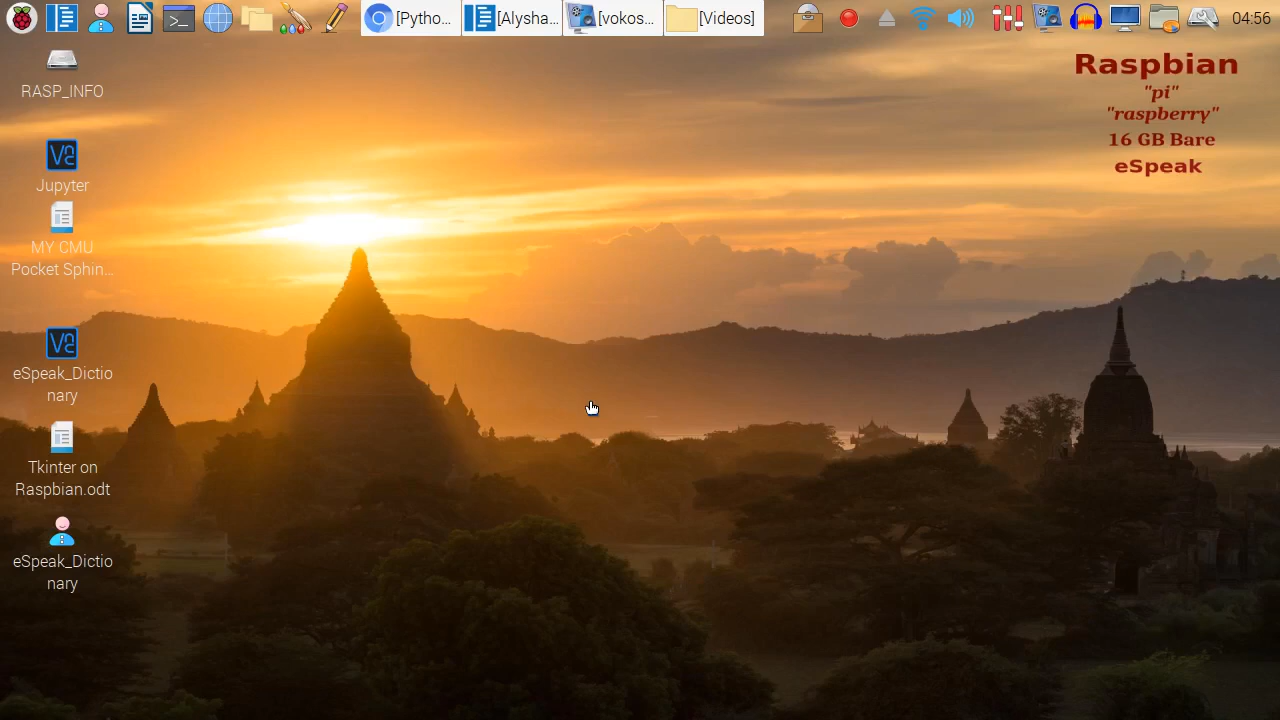 [Pytho...
[Alysha...
[vokos...
[Videos]
04:56
RASP_INFO
Jupyter
MY CMU
Pocket Sphin...
eSpeak_Dictio
nary
Tkinter on
Raspbian.odt
eSpeak_Dictio
nary
Raspbian
"pi"
"raspberry"
16 GB Bare
eSpeak